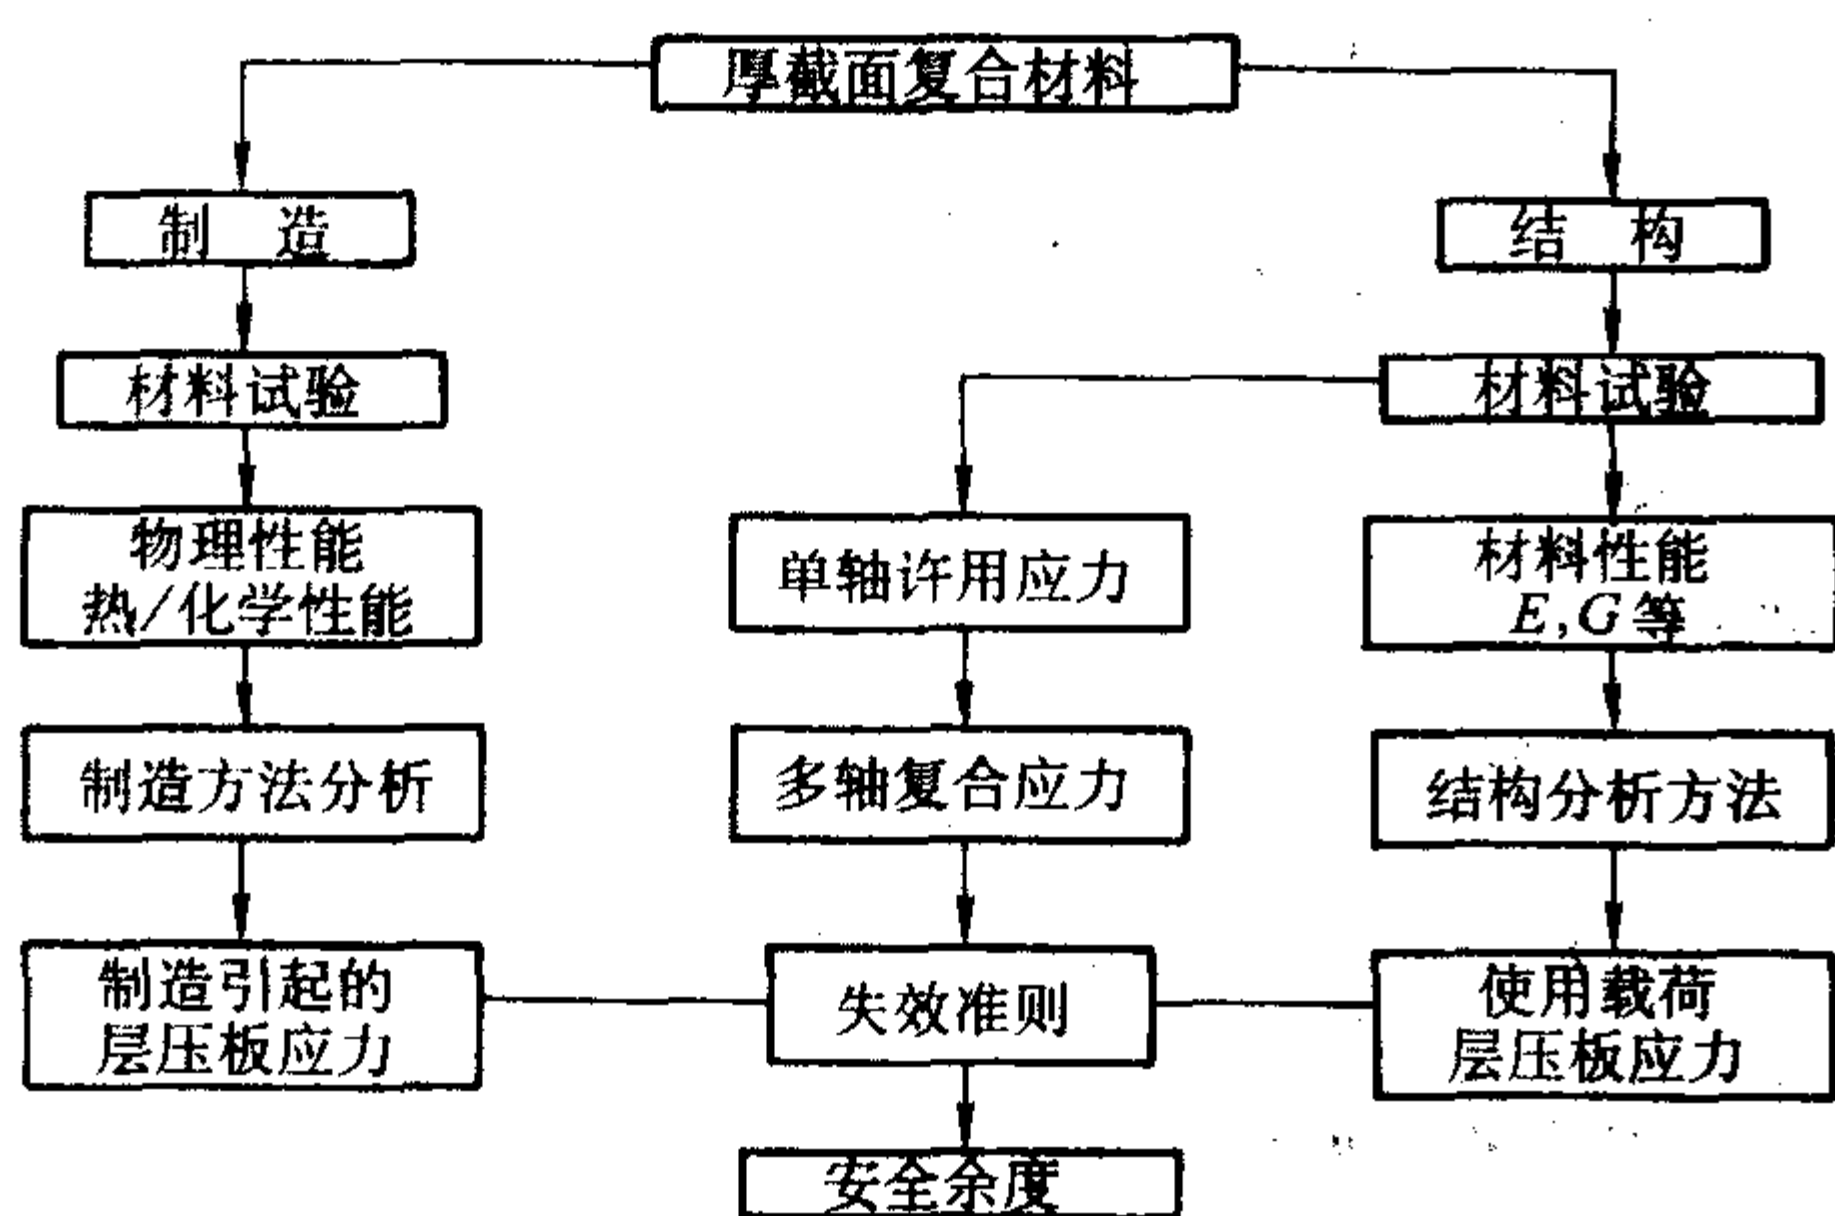 厚截面复合材料
制 造
结 构
材料试验
材料试验
物理性能
热/化学性能
单轴许用应力
材料性能
E,G等
制造方法分析
多轴复合应力
结构分析方法
制造引起的
层压板应力
失效准则
使用载荷
层压板应力
安全余度